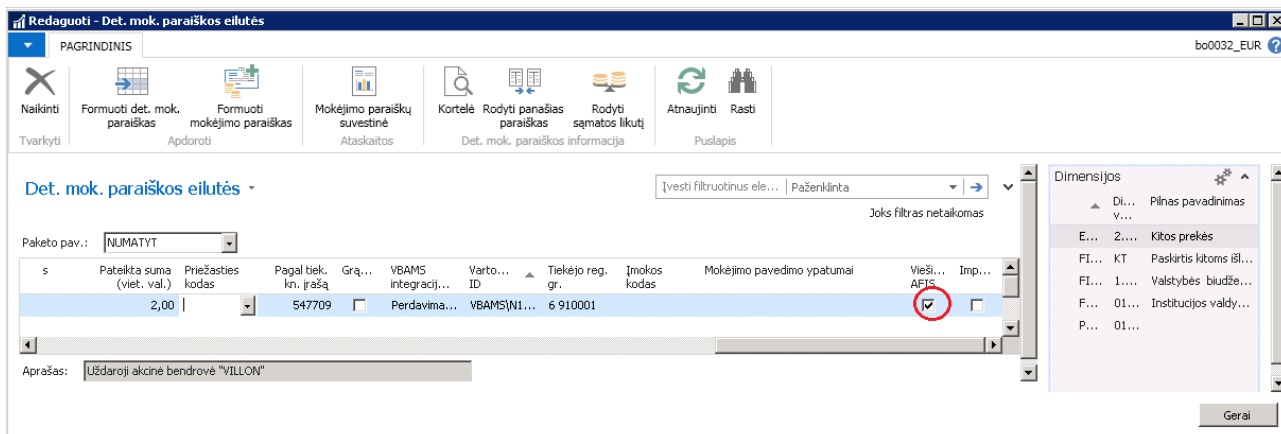 Redaguoti - Det. mok. paraiškos eilutės
PAGRINDINIS
bo0032_EUR
Naikinti
Formuoti det. mok. paraiškas
Formuoti mokėjimo paraiškas
Mokėjimo paraiškų suvestinė
Kortelė
Rodyti panašias paraiškas
Rodyti sąmatos likutį
Atnaujinti
Rasti
Tvarkyti
Apdoroti
Ataskaitos
Det. mok. paraiškos informacija
Puslapis
Det. mok. paraiškos eilutės
Įvesti filtruotinus ele... | Paženklinta
Joks filtras netaikomas
Paketo pav.: NUMATYT
s
Pateikta suma (viet. val.)
Priežasties kodas
Pagal tiek. kn. įrašą
Grą...
VBAMS integracij...
Varto... ID
Tiekėjo reg. gr.
Įmokos kodas
Mokėjimo pavedimo ypatumai
Vieši... AFIS
Imp...
2,00 547709 Perdavima... VBAMS\N1... 6 910001
Aprašas: Uždaroji akcinė bendrovė "VILLON"
Dimensijos
Di... v... Pilnas pavadinimas
E... 2.... Kitos prekės
FI... KT Paskirtis kitoms išl...
FI... 1.... Valstybės biudže...
F... 01... Institucijos valdy...
P... 01...
Gerai